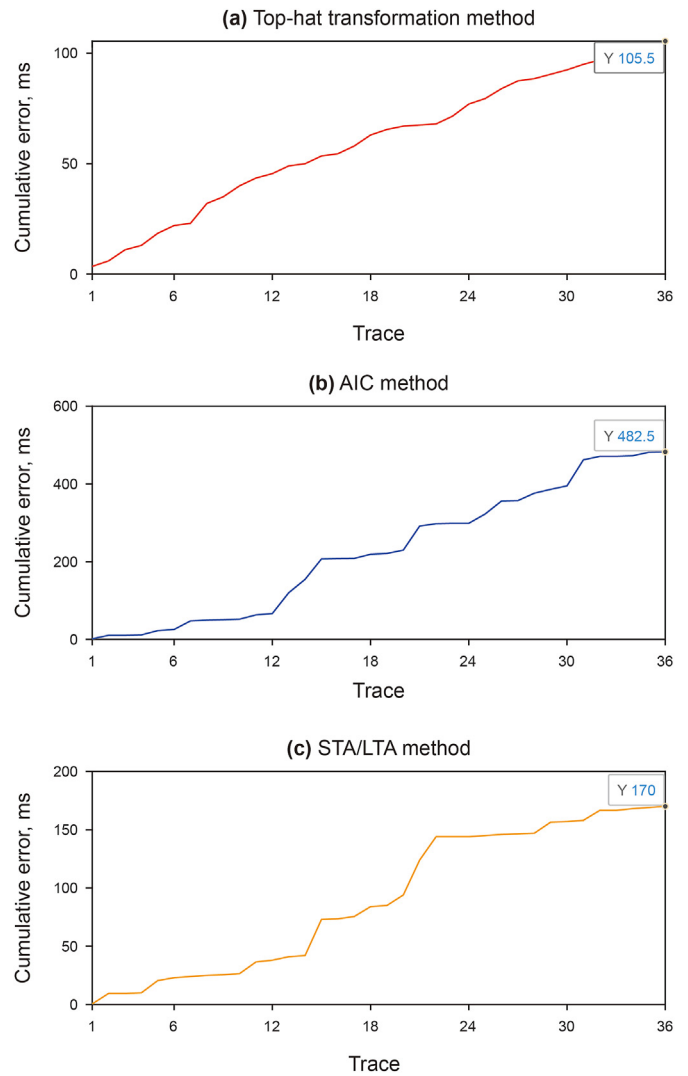 (a) Top-hat transformation method
100
Y 105.5
Cumulative error, ms
50
0
1 6 12 18 24 30 36
Trace
(b) AIC method
600
Y 482.5
Cumulative error, ms
400
200
0
1 6 12 18 24 30 36
Trace
(c) STA/LTA method
200
Y 170
150
Cumulative error, ms
100
50
0
1 6 12 18 24 30 36
Trace